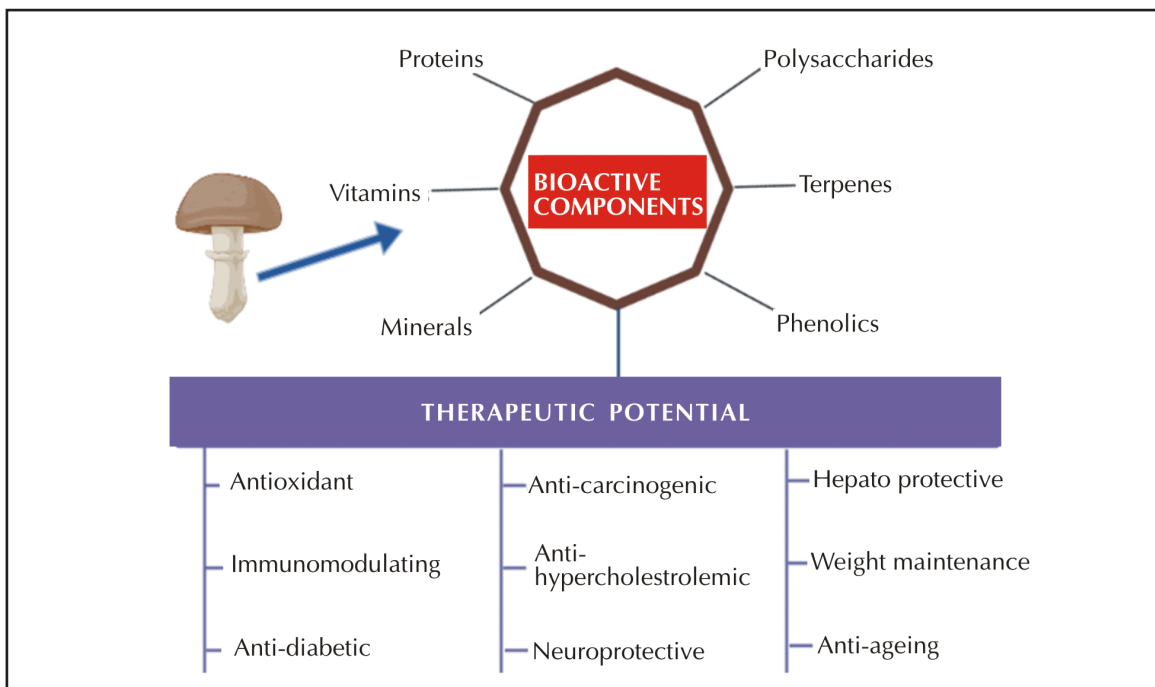 Proteins
Polysaccharides
Vitamins
BIOACTIVE
COMPONENTS
Terpenes
Minerals
Phenolics
THERAPEUTIC POTENTIAL
Antioxidant
Immunomodulating
Anti-diabetic
Anti-carcinogenic
Anti-
hypercholestrolemic
Neuroprotective
Hepato protective
Weight maintenance
Anti-ageing